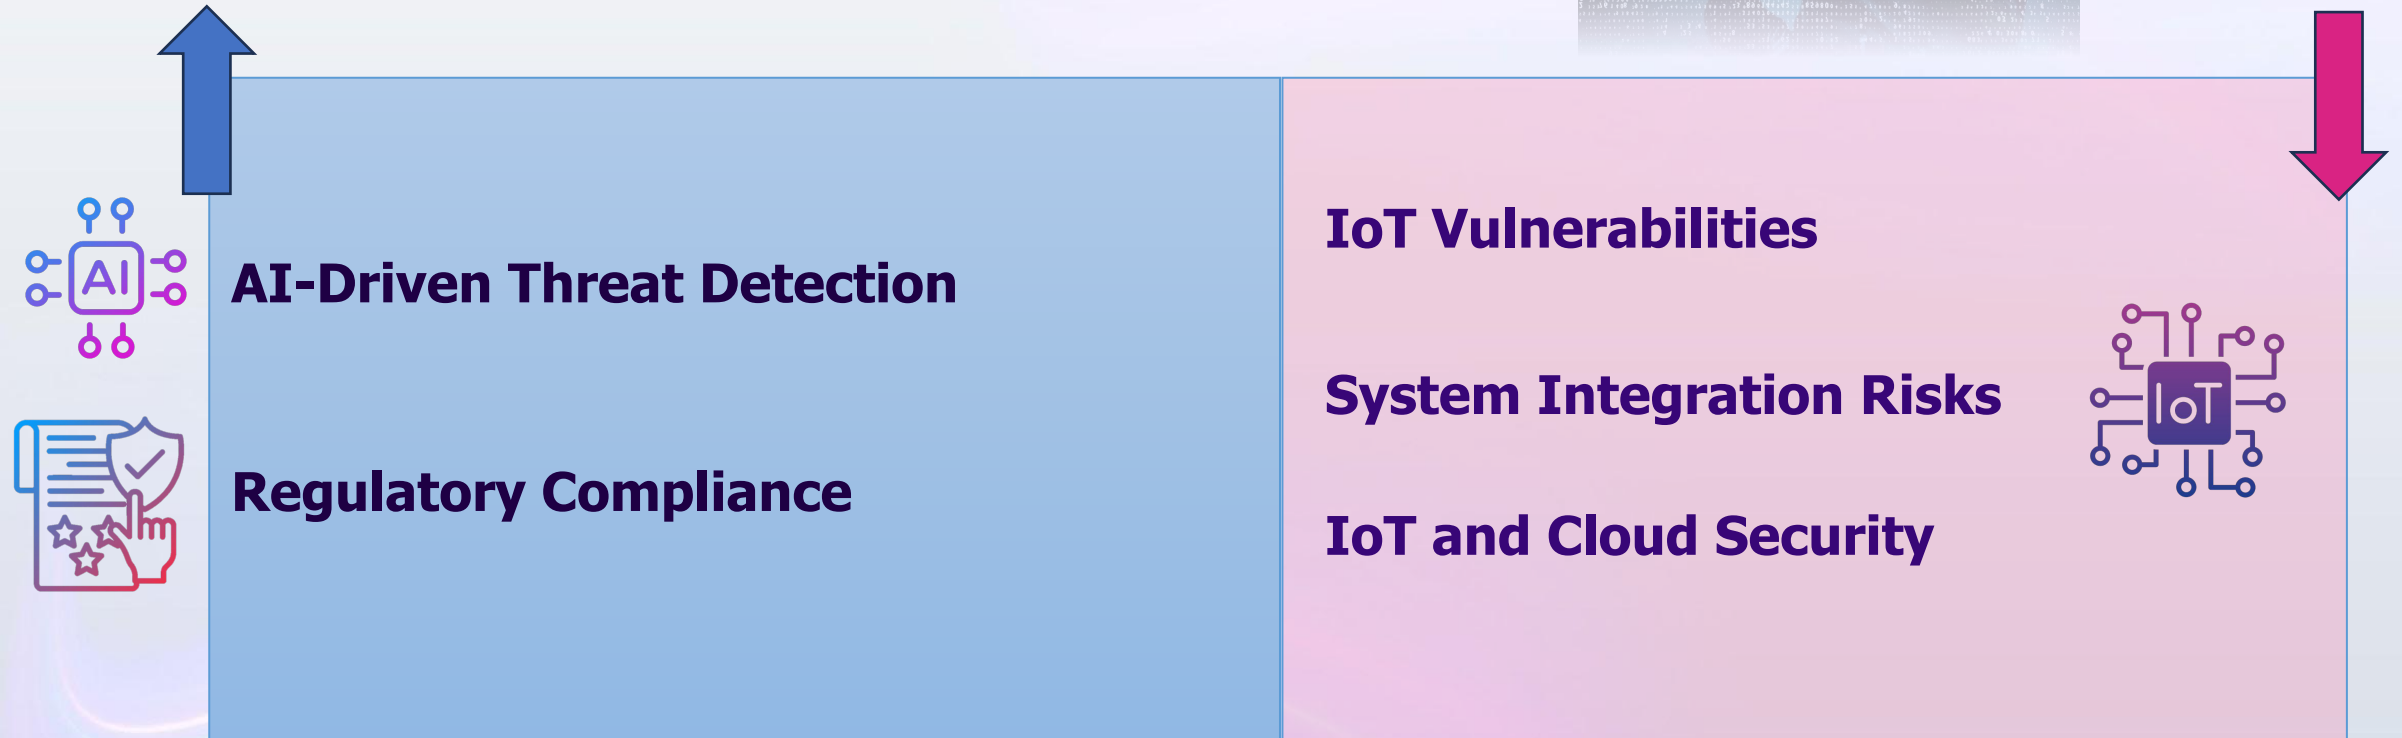 AI
AI-Driven Threat Detection
Regulatory Compliance
IoT Vulnerabilities
System Integration Risks
IoT and Cloud Security
IoT